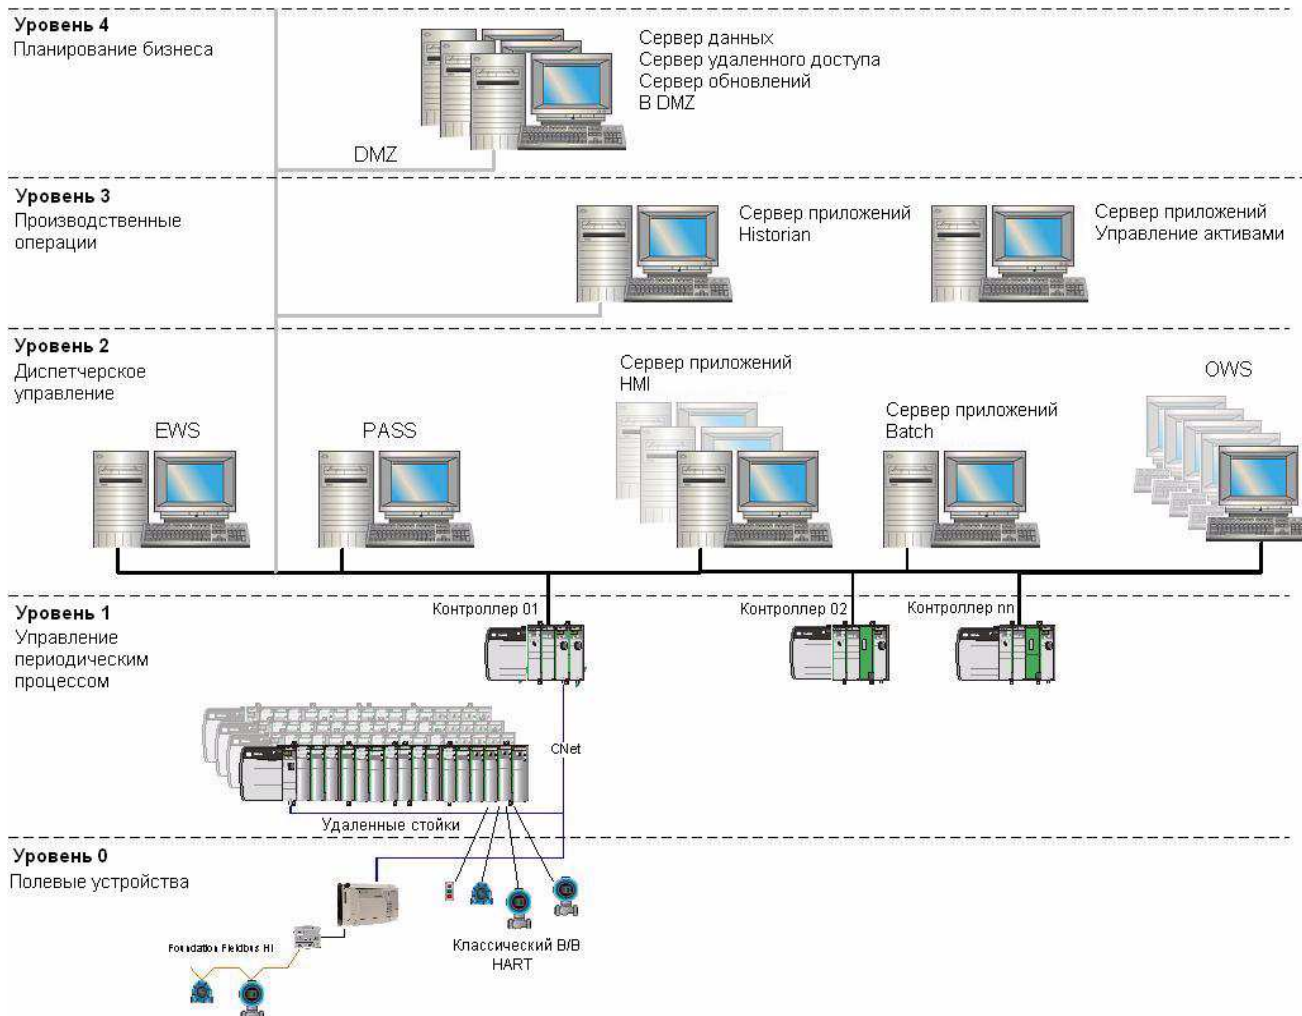 Уровень 4
Планирование бизнеса
Сервер данных
Сервер удаленного доступа
Сервер обновлений
В DMZ
DMZ
Уровень 3
Производственные
операции
Сервер приложений
Historian
Сервер приложений
Управление активами
Уровень 2
Диспетчерское
управление
EWS
PASS
Сервер приложений
HMI
Сервер приложений
Batch
OWS
Уровень 1
Управление
периодическим
процессом
Контроллер 01
Контроллер 02
Контроллер nn
CNet
Удаленные стойки
Уровень 0
Полевые устройства
Foundation Fieldbus HI
Классический В/В
HART